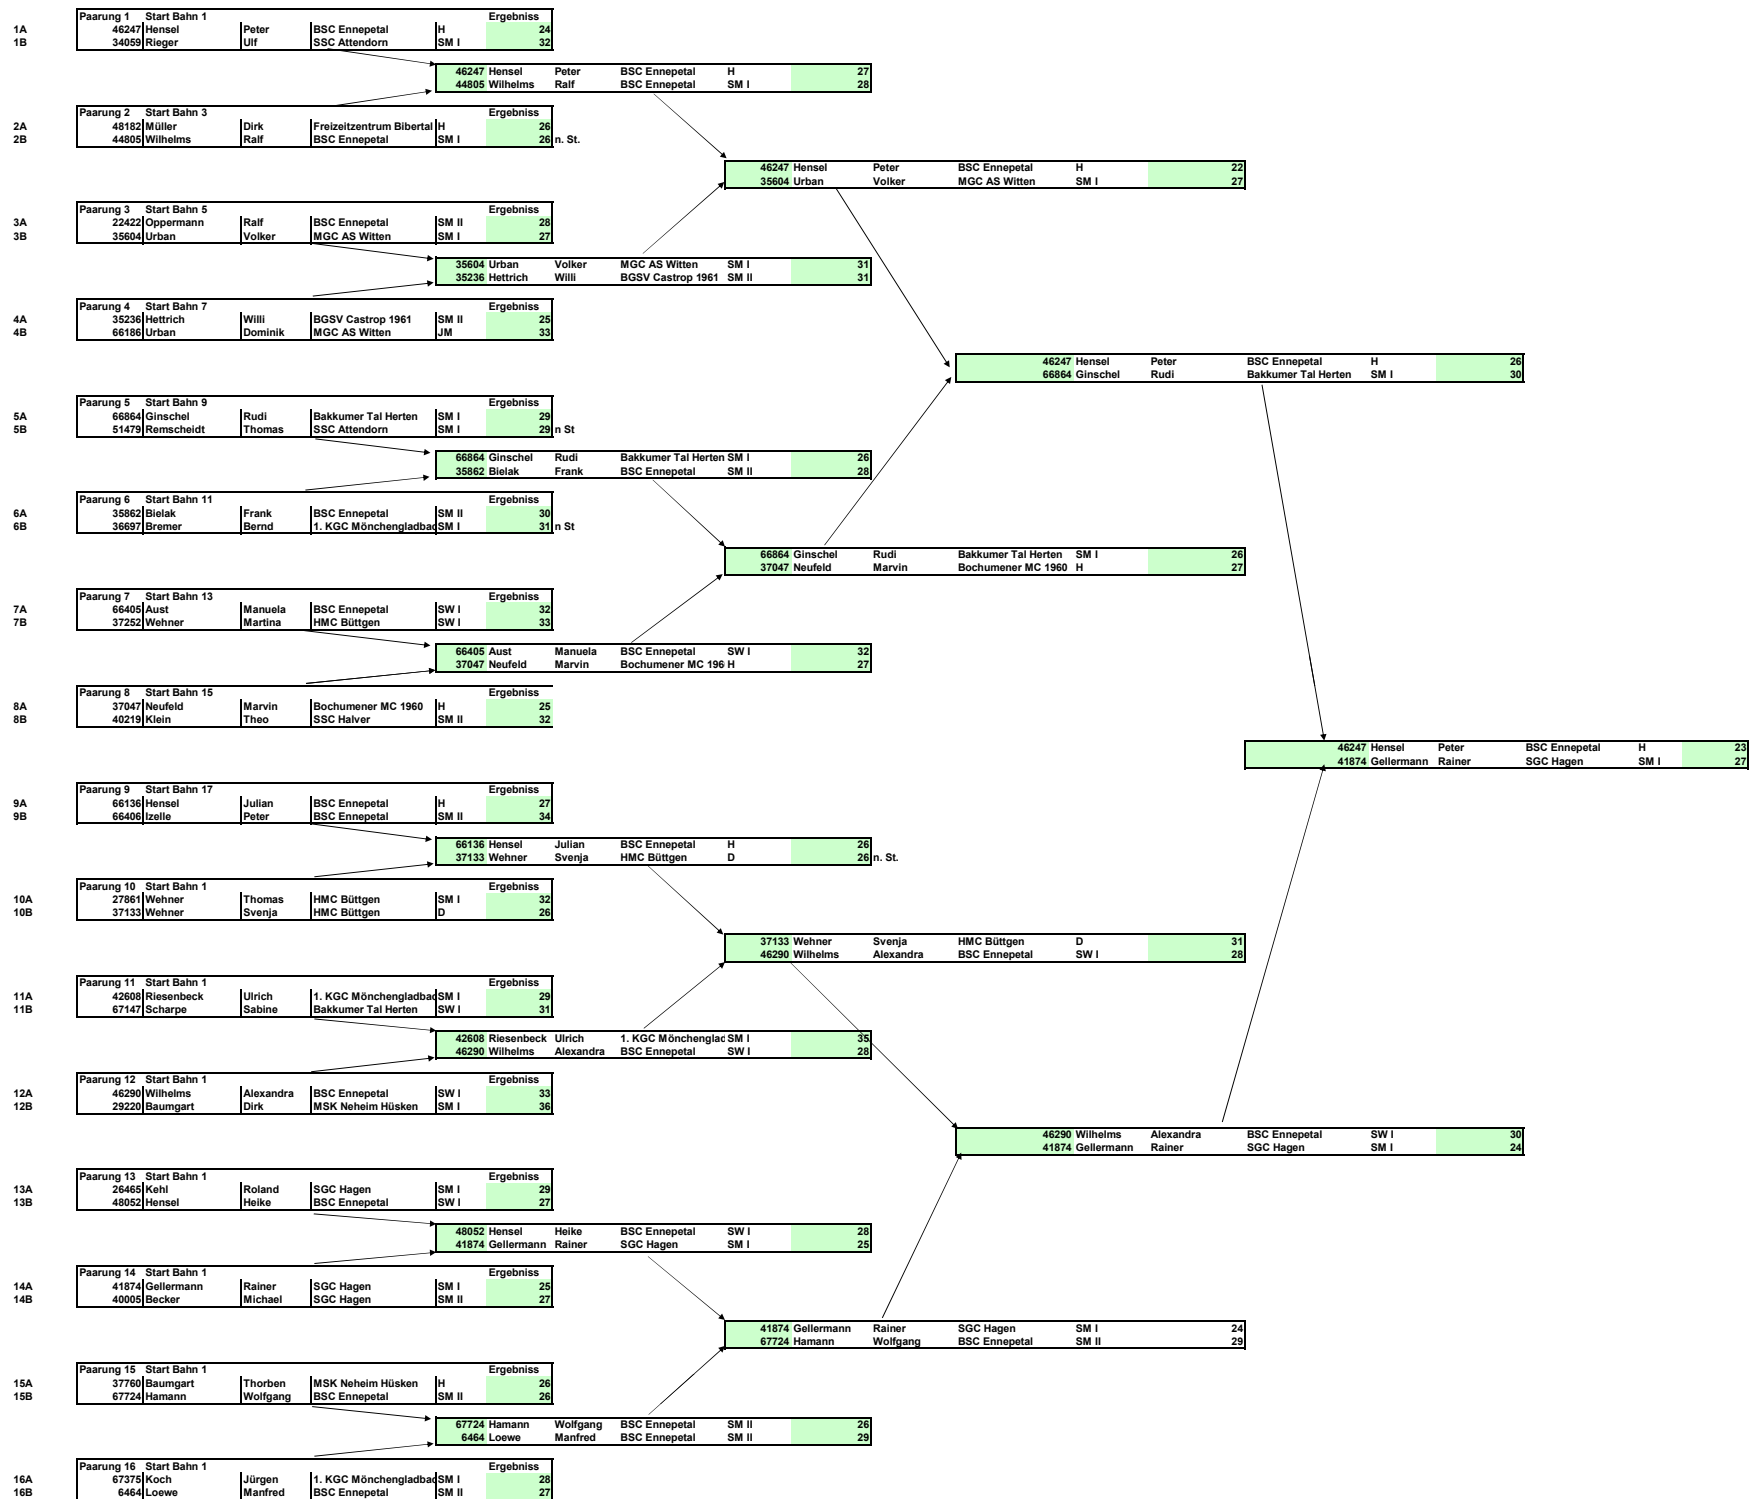 Paarung 1 Start Bahn 1 Ergebniss
1A 46247 Hensel Peter BSC Ennepetal H 24
1B 34059 Rieger Ulf SSC Attendorn SM I 32
46247 Hensel Peter BSC Ennepetal H 27
44805 Wilhelms Ralf BSC Ennepetal SM I 28
Paarung 2 Start Bahn 3 Ergebniss
2A 48182 Müller Dirk Freizeitzentrum Bibertal H 26
2B 44805 Wilhelms Ralf BSC Ennepetal SM I 26 n. St.
46247 Hensel Peter BSC Ennepetal H 22
35604 Urban Volker MGC AS Witten SM I 27
Paarung 3 Start Bahn 5 Ergebniss
3A 22422 Oppermann Ralf BSC Ennepetal SM II 28
3B 35604 Urban Volker MGC AS Witten SM I 27
35604 Urban Volker MGC AS Witten SM I 31
35236 Hettrich Willi BGSV Castrop 1961 SM II 31
Paarung 4 Start Bahn 7 Ergebniss
4A 35236 Hettrich Willi BGSV Castrop 1961 SM II 25
4B 66186 Urban Dominik MGC AS Witten JM 33
46247 Hensel Peter BSC Ennepetal H 26
66864 Ginschel Rudi Bakkumer Tal Herten SM I 30
Paarung 5 Start Bahn 9 Ergebniss
5A 66864 Ginschel Rudi Bakkumer Tal Herten SM I 29
5B 51479 Remscheidt Thomas SSC Attendorn SM I 29 n St
66864 Ginschel Rudi Bakkumer Tal Herten SM I 26
35862 Bielak Frank BSC Ennepetal SM II 28
Paarung 6 Start Bahn 11 Ergebniss
6A 35862 Bielak Frank BSC Ennepetal SM II 30
6B 36697 Bremer Bernd 1. KGC Mönchengladbac SM I 31 n St
66864 Ginschel Rudi Bakkumer Tal Herten SM I 26
37047 Neufeld Marvin Bochumener MC 1960 H 27
Paarung 7 Start Bahn 13 Ergebniss
7A 66405 Aust Manuela BSC Ennepetal SW I 32
7B 37252 Wehner Martina HMC Büttgen SW I 33
66405 Aust Manuela BSC Ennepetal SW I 32
37047 Neufeld Marvin Bochumener MC 196 H 27
Paarung 8 Start Bahn 15 Ergebniss
8A 37047 Neufeld Marvin Bochumener MC 1960 H 25
8B 40219 Klein Theo SSC Halver SM II 32
46247 Hensel Peter BSC Ennepetal H 23
41874 Gellermann Rainer SGC Hagen SM I 27
Paarung 9 Start Bahn 17 Ergebniss
9A 66136 Hensel Julian BSC Ennepetal H 27
9B 66406 Izelle Peter BSC Ennepetal SM II 34
66136 Hensel Julian BSC Ennepetal H 26
37133 Wehner Svenja HMC Büttgen D 26 n. St.
Paarung 10 Start Bahn 1 Ergebniss
10A 27861 Wehner Thomas HMC Büttgen SM I 32
10B 37133 Wehner Svenja HMC Büttgen D 26
37133 Wehner Svenja HMC Büttgen D 31
46290 Wilhelms Alexandra BSC Ennepetal SW I 28
Paarung 11 Start Bahn 1 Ergebniss
11A 42608 Riesenbeck Ulrich 1. KGC Mönchengladbac SM I 29
11B 67147 Scharpe Sabine Bakkumer Tal Herten SW I 31
42608 Riesenbeck Ulrich 1. KGC Mönchenglad SM I 35
46290 Wilhelms Alexandra BSC Ennepetal SW I 28
Paarung 12 Start Bahn 1 Ergebniss
12A 46290 Wilhelms Alexandra BSC Ennepetal SW I 33
12B 29220 Baumgart Dirk MSK Neheim Hüsken SM I 36
46290 Wilhelms Alexandra BSC Ennepetal SW I 30
41874 Gellermann Rainer SGC Hagen SM I 24
Paarung 13 Start Bahn 1 Ergebniss
13A 26465 Kehl Roland SGC Hagen SM I 29
13B 48052 Hensel Heike BSC Ennepetal SW I 27
48052 Hensel Heike BSC Ennepetal SW I 28
41874 Gellermann Rainer SGC Hagen SM I 25
Paarung 14 Start Bahn 1 Ergebniss
14A 41874 Gellermann Rainer SGC Hagen SM I 25
14B 40005 Becker Michael SGC Hagen SM II 27
41874 Gellermann Rainer SGC Hagen SM I 24
67724 Hamann Wolfgang BSC Ennepetal SM II 29
Paarung 15 Start Bahn 1 Ergebniss
15A 37760 Baumgart Thorben MSK Neheim Hüsken H 26
15B 67724 Hamann Wolfgang BSC Ennepetal SM II 26
67724 Hamann Wolfgang BSC Ennepetal SM II 26
6464 Loewe Manfred BSC Ennepetal SM II 29
Paarung 16 Start Bahn 1 Ergebniss
16A 67375 Koch Jürgen 1. KGC Mönchengladbac SM I 28
16B 6464 Loewe Manfred BSC Ennepetal SM II 27